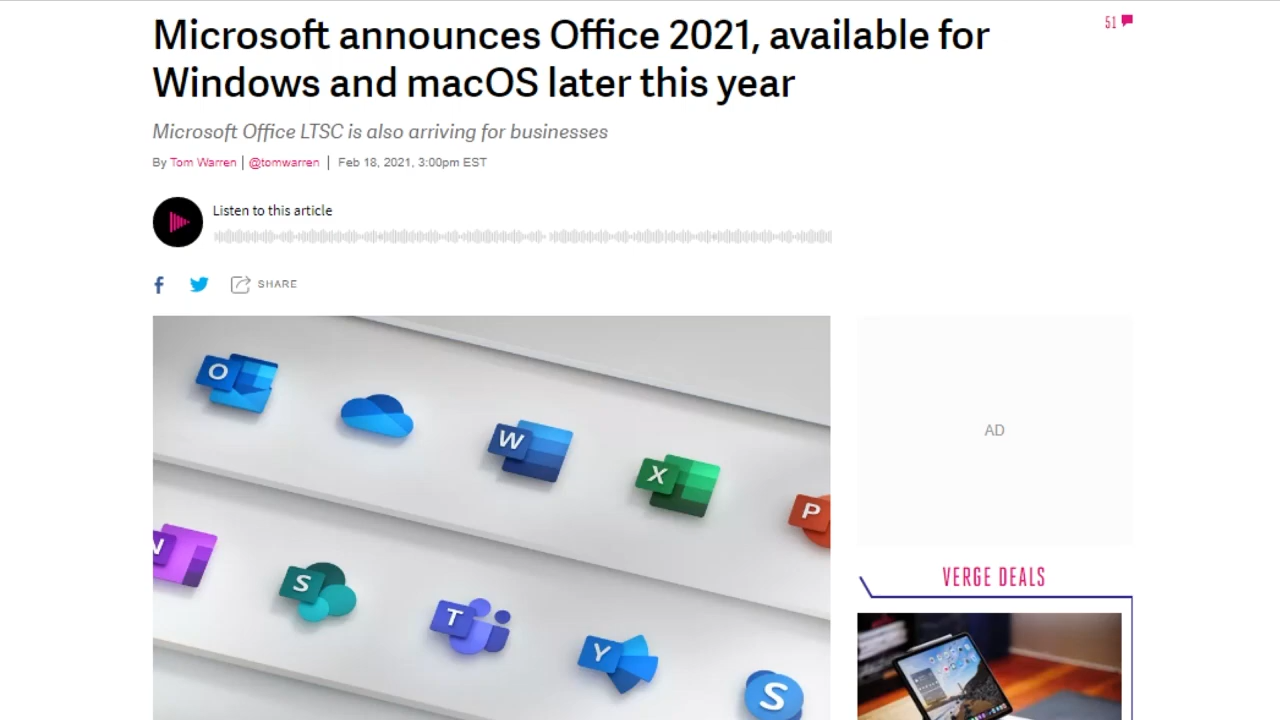 Microsoft announces Office 2021, available for
51
Windows and macOS later this year
Microsoft Office LTSC is also arriving for businesses
By Tom Warren | @tomwarren | Feb 18, 2021, 3:00pm EST
Listen to this article
SHARE
O
W
X
P
AD
N
S
T
Y
S
VERGE DEALS